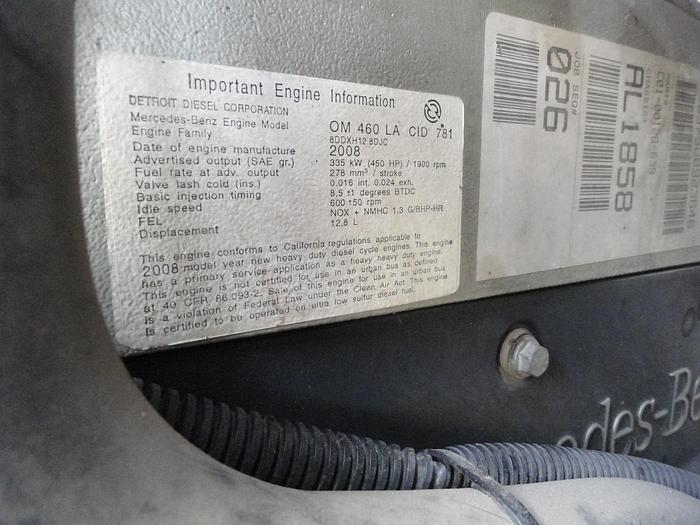 Important Engine Information
DETROIT DIESEL CORPORATION
Mercedes-Benz Engine Model OM 460 LA CID 781
Engine Family 8DDXH12.8DJC
Date of engine manufacture 2008
Advertised output (SAE gr.) 335 kW (450 HP) / 1900 rpm
Fuel rate at adv. output 278 mm³ / stroke
Valve lash cold (ins.) 0.016 int. 0.024 exh.
Basic injection timing 8,5 ±1 degrees BTDC
Idle speed 600 ±50 rpm
FEL NOX + NMHC 1.3 G/BHP-HR
Displacement 12,8 L
This engine conforms to California regulations applicable to
2008 model year new heavy duty diesel cycle engines. This engine
has a primary service application as a heavy heavy duty engine.
This engine is not certified for use in an urban bus as defined
at 40 CFR 86.093-2. Sale of this engine for use in an urban bus
is a violation of Federal Law under the Clean Air Act. This engine
is certified to be operated on ultra low sulfur diesel fuel.
JOB SEQ#
026
AL1858